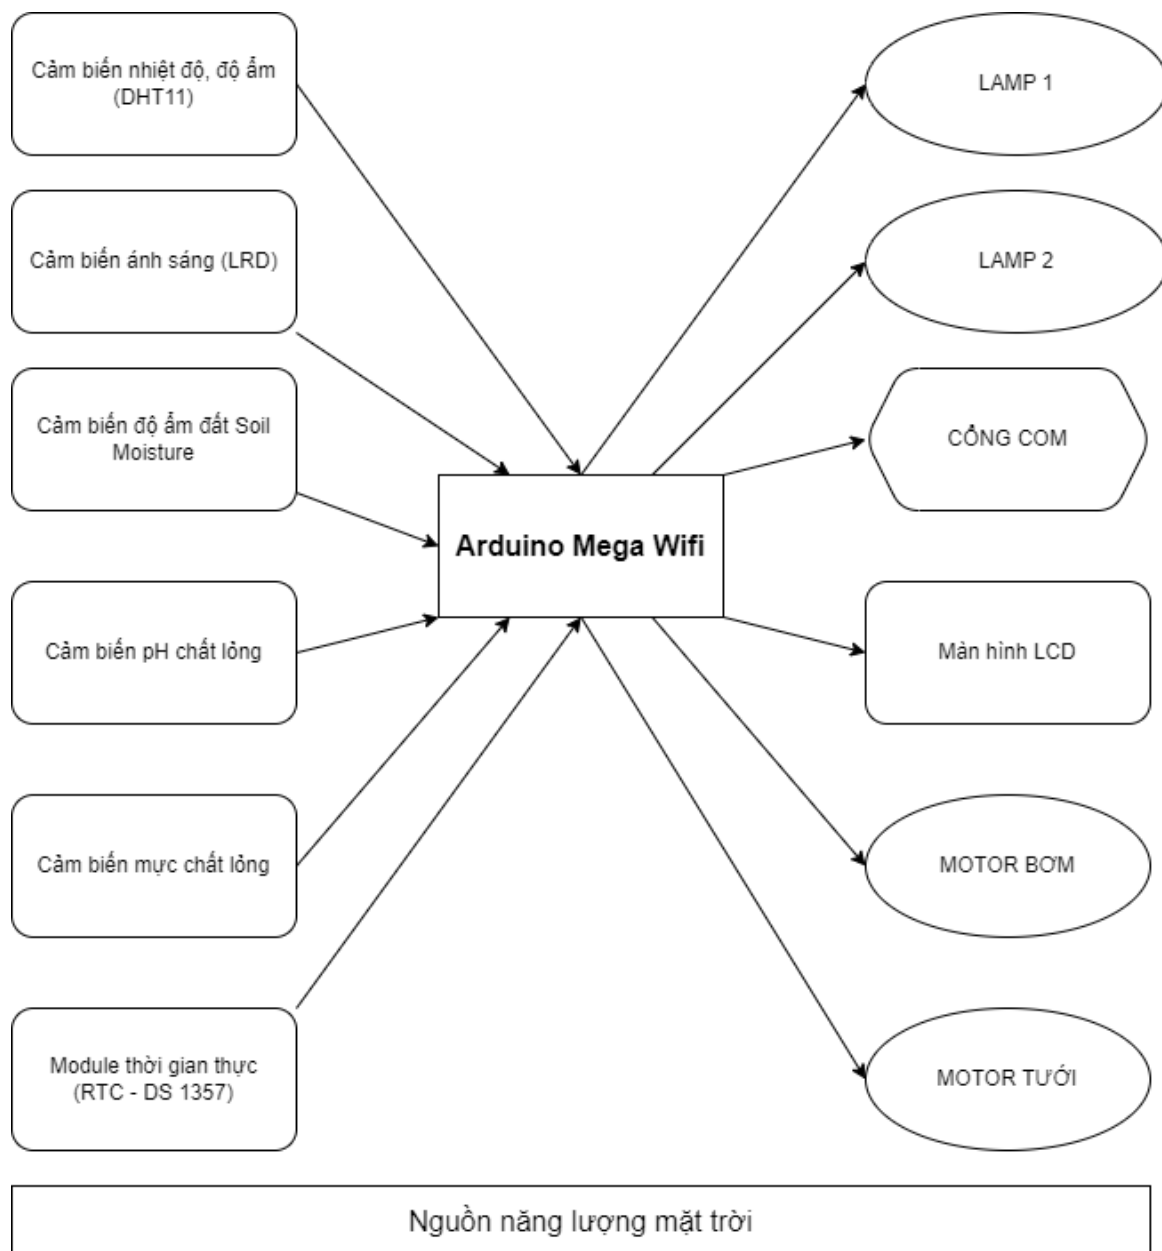 Cảm biến nhiệt độ, độ ẩm
(DHT11)
LAMP 1
Cảm biến ánh sáng (LRD)
LAMP 2
Cảm biến độ ẩm đất Soil
Moisture
CỔNG COM
Arduino Mega Wifi
Cảm biến pH chất lỏng
Màn hình LCD
Cảm biến mực chất lỏng
MOTOR BƠM
Module thời gian thực
(RTC - DS 1357)
MOTOR TƯỚI
Nguồn năng lượng mặt trời